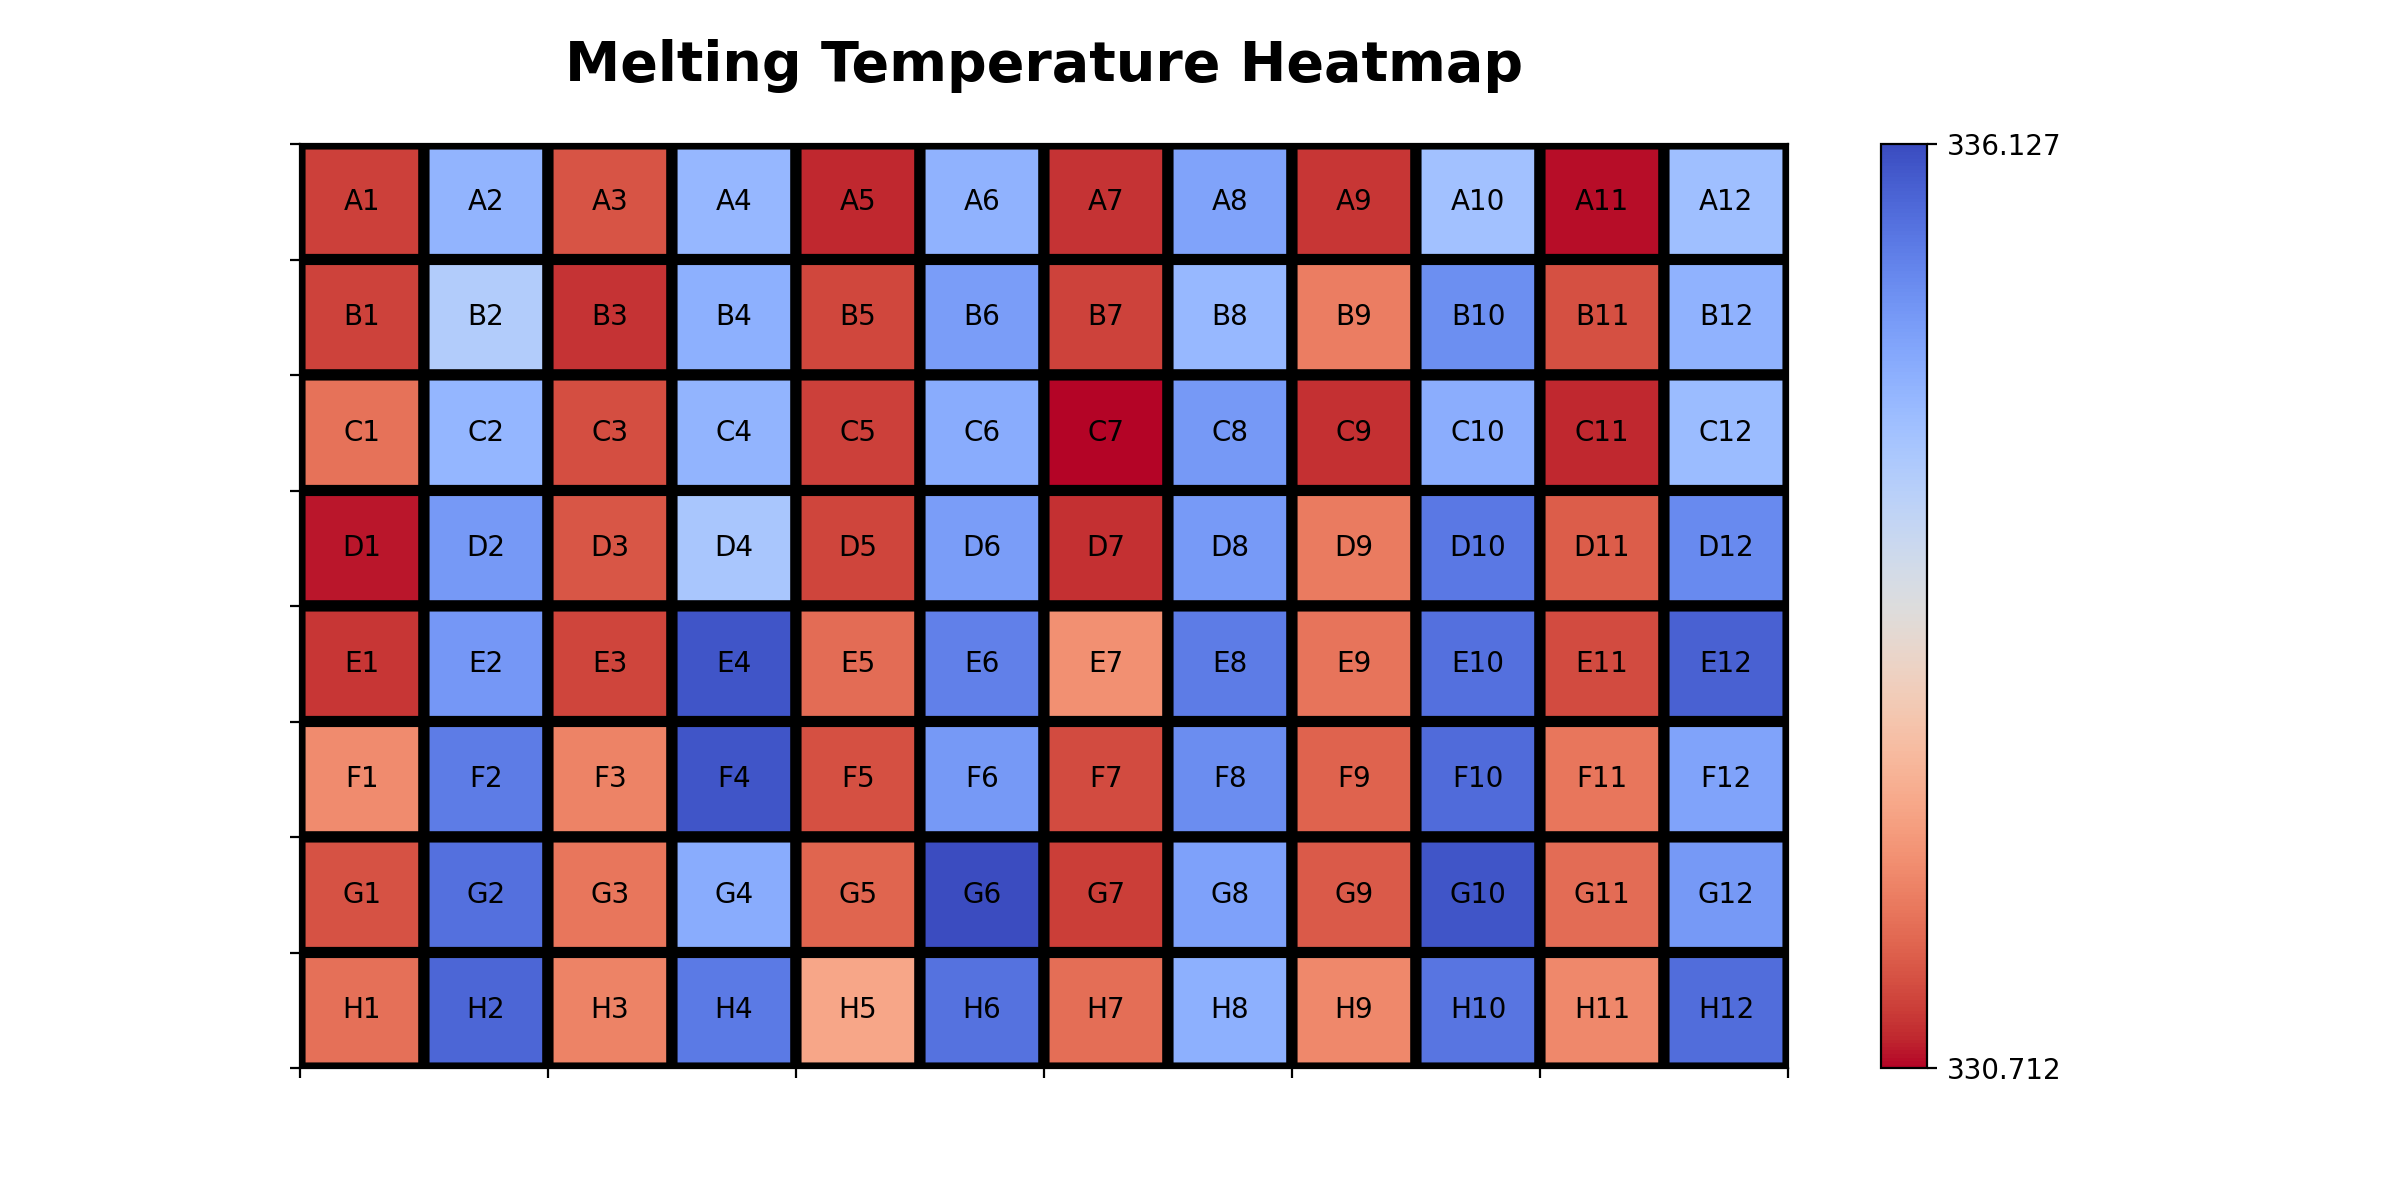 Melting Temperature Heatmap
336.127
A1 A2 A3 A4 A5 A6 A7 A8 A9 A10 A11 A12
B1 B2 B3 B4 B5 B6 B7 B8 B9 B10 B11 B12
C1 C2 C3 C4 C5 C6 C7 C8 C9 C10 C11 C12
D1 D2 D3 D4 D5 D6 D7 D8 D9 D10 D11 D12
E1 E2 E3 E4 E5 E6 E7 E8 E9 E10 E11 E12
F1 F2 F3 F4 F5 F6 F7 F8 F9 F10 F11 F12
G1 G2 G3 G4 G5 G6 G7 G8 G9 G10 G11 G12
H1 H2 H3 H4 H5 H6 H7 H8 H9 H10 H11 H12
330.712